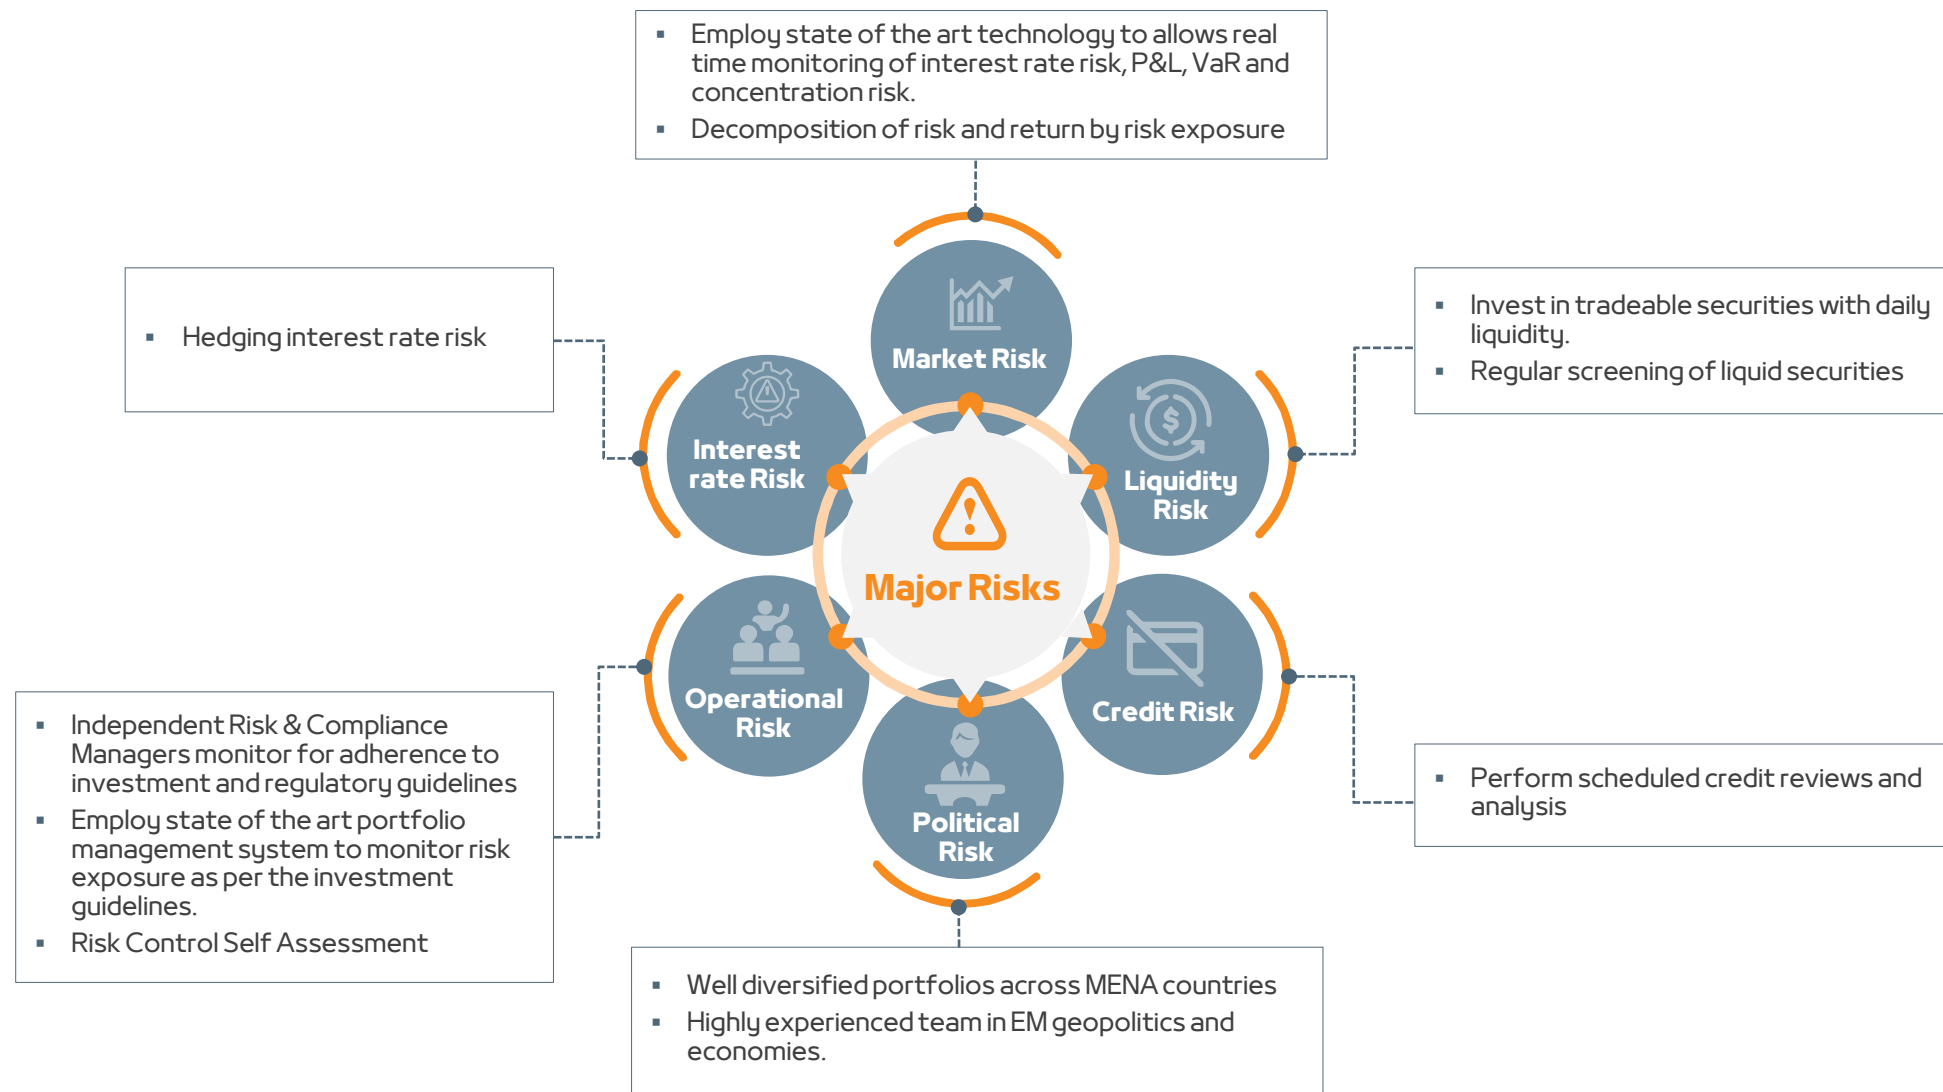 ▪ Employ state of the art technology to allows real
time monitoring of interest rate risk, P&L, VaR and
concentration risk.
▪ Decomposition of risk and return by risk exposure
▪ Hedging interest rate risk
▪ Invest in tradeable securities with daily
liquidity.
▪ Regular screening of liquid securities
Market Risk
Interest
rate Risk
Liquidity
Risk
Major Risks
Operational
Risk
Credit Risk
Political
Risk
▪ Independent Risk & Compliance
Managers monitor for adherence to
investment and regulatory guidelines
▪ Employ state of the art portfolio
management system to monitor risk
exposure as per the investment
guidelines.
▪ Risk Control Self Assessment
▪ Perform scheduled credit reviews and
analysis
▪ Well diversified portfolios across MENA countries
▪ Highly experienced team in EM geopolitics and
economies.